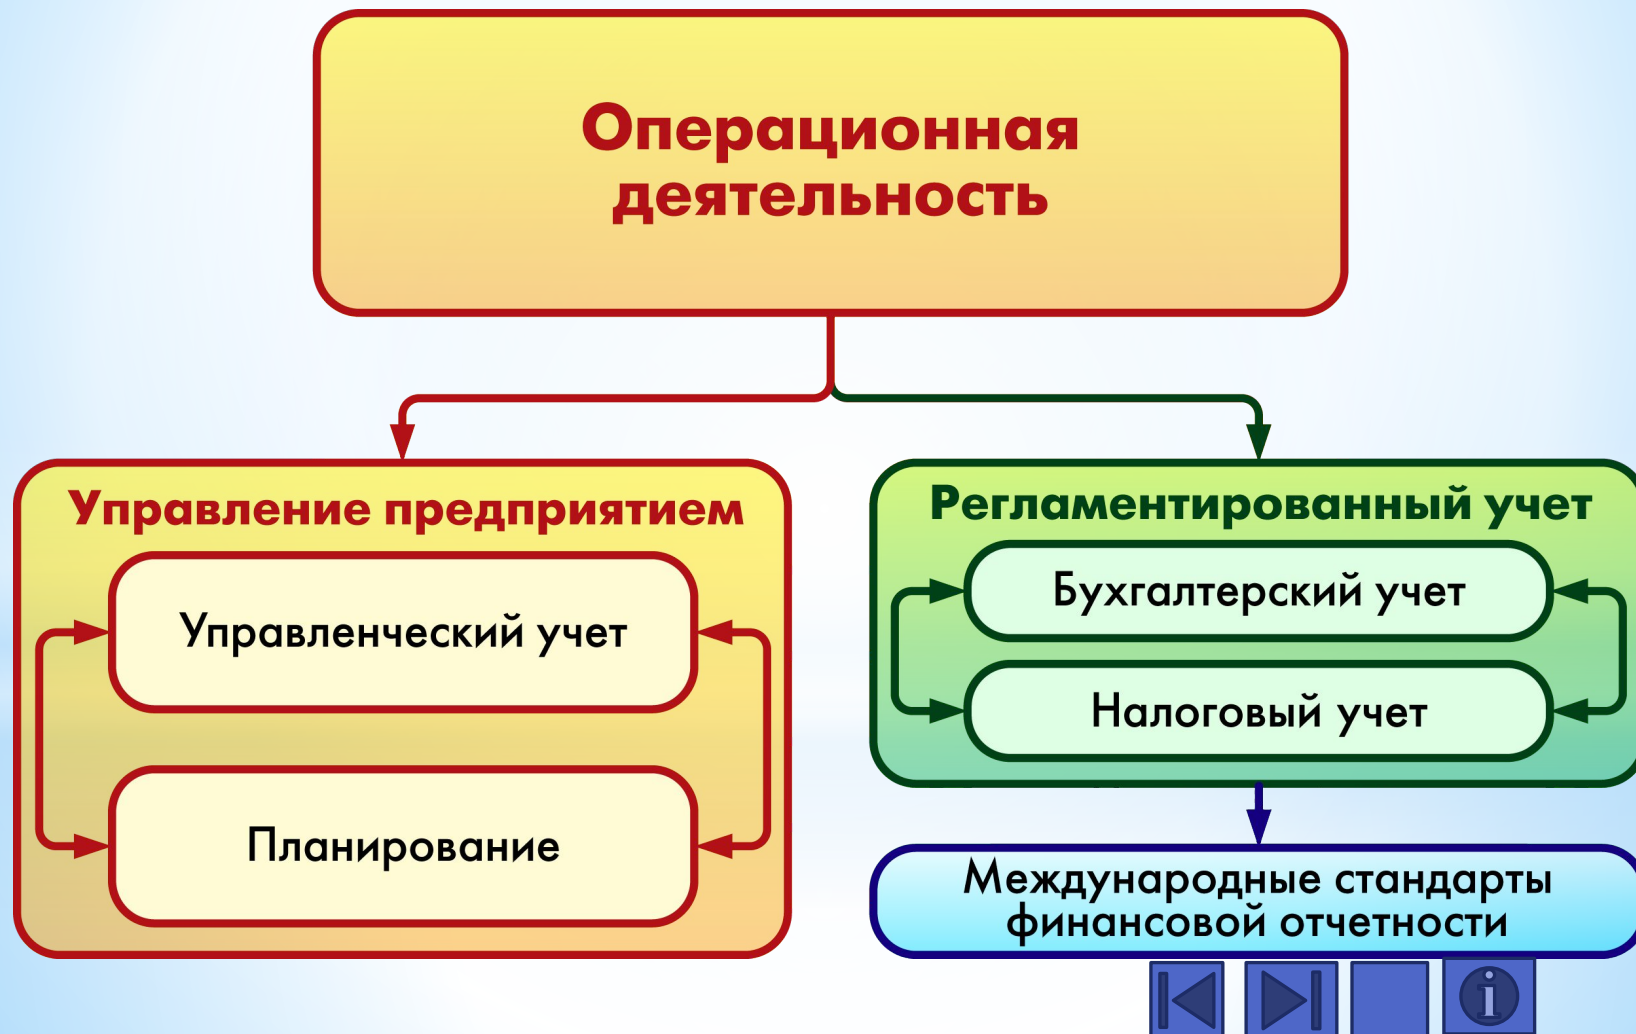 Операционная
деятельность
Управление предприятием
Управленческий учет
Планирование
Регламентированный учет
Бухгалтерский учет
Налоговый учет
Международные стандарты
финансовой отчетности
i